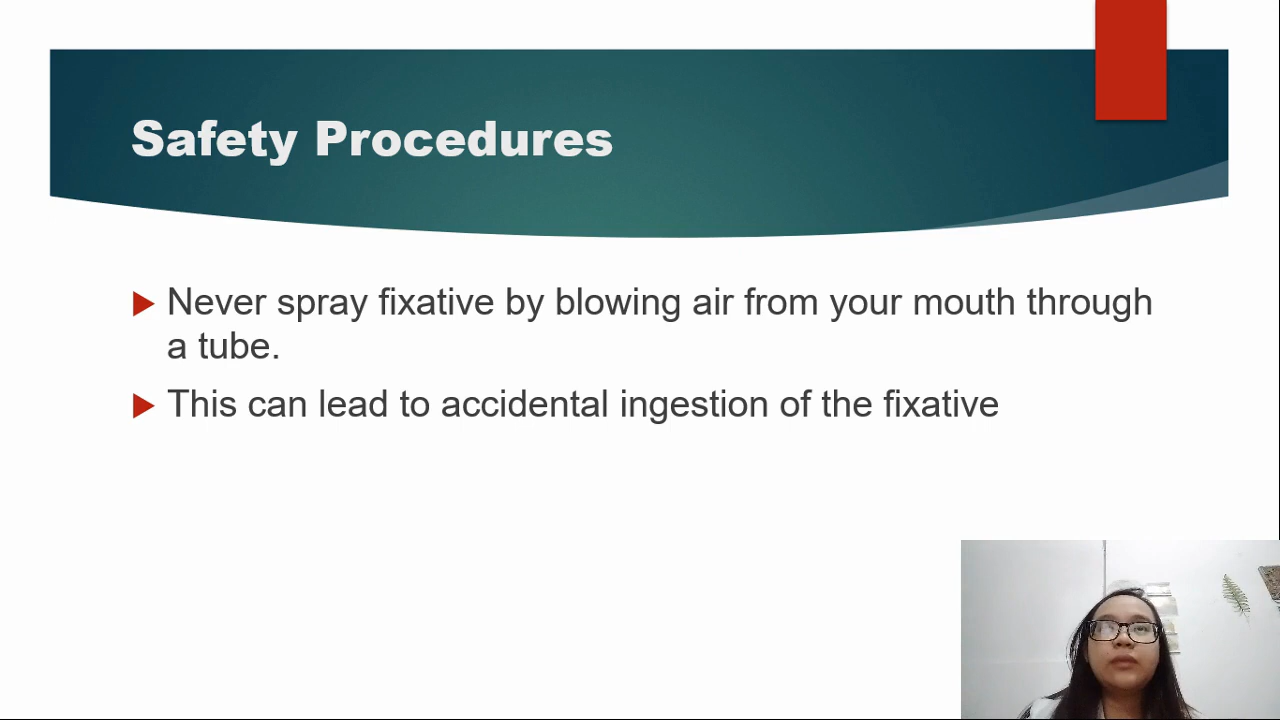 Safety Procedures
Never spray fixative by blowing air from your mouth through
a tube.
This can lead to accidental ingestion of the fixative